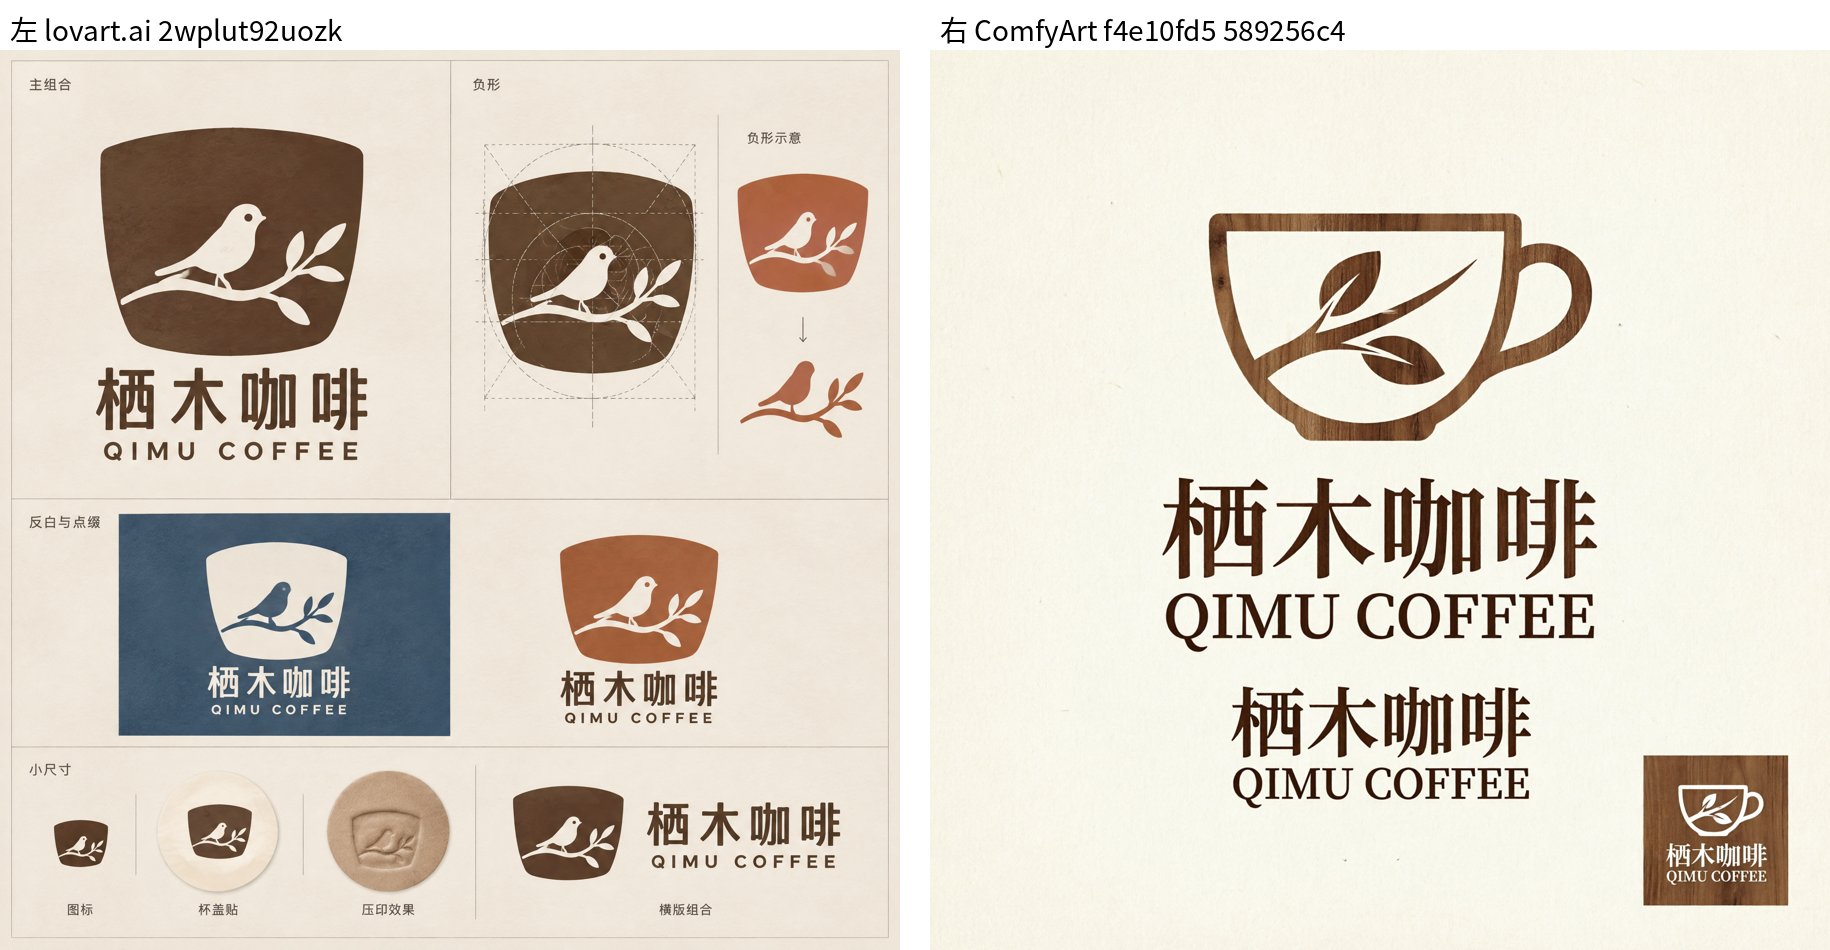 左 lovart.ai 2wplut92uozk
主组合
栖木咖啡
QIMU COFFEE
负形
负形示意
反白与点缀
栖木咖啡
QIMU COFFEE
栖木咖啡
QIMU COFFEE
小尺寸
图标
杯盖贴
压印效果
栖木咖啡
QIMU COFFEE
横版组合
右 ComfyArt f4e10fd5 589256c4
栖木咖啡
QIMU COFFEE
栖木咖啡
QIMU COFFEE
栖木咖啡
QIMU COFFEE